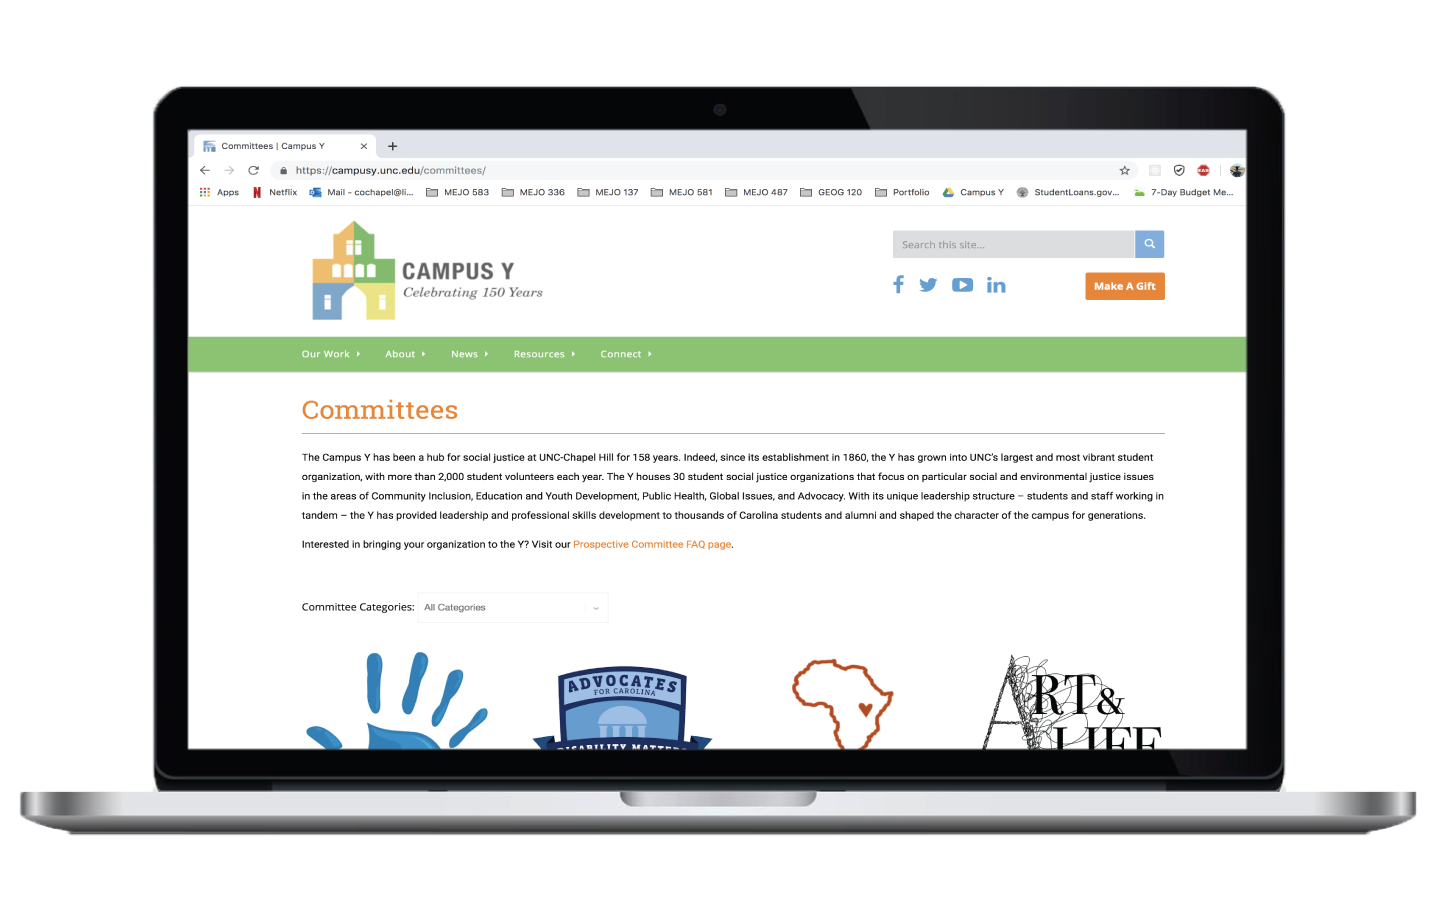 Committees | Campus Y
https://campusy.unc.edu/committees/
Apps Netflix Mail - cochapel@li... MEJO 583 MEJO 336 MEJO 137 MEJO 581 MEJO 487 GEOG 120 Portfolio Campus Y StudentLoans.gov... 7-Day Budget Me...
CAMPUS Y
Celebrating 150 Years
Search this site...
Make A Gift
Our Work About News Resources Connect
Committees
The Campus Y has been a hub for social justice at UNC-Chapel Hill for 158 years. Indeed, since its establishment in 1860, the Y has grown into UNC's largest and most vibrant student
organization, with more than 2,000 student volunteers each year. The Y houses 30 student social justice organizations that focus on particular social and environmental justice issues
in the areas of Community Inclusion, Education and Youth Development, Public Health, Global Issues, and Advocacy. With its unique leadership structure – students and staff working in
tandem – the Y has provided leadership and professional skills development to thousands of Carolina students and alumni and shaped the character of the campus for generations.
Interested in bringing your organization to the Y? Visit our Prospective Committee FAQ page.
Committee Categories: All Categories
ADVOCATES
FOR CAROLINA
DISABILITY MATTERS
ART &
LIFE